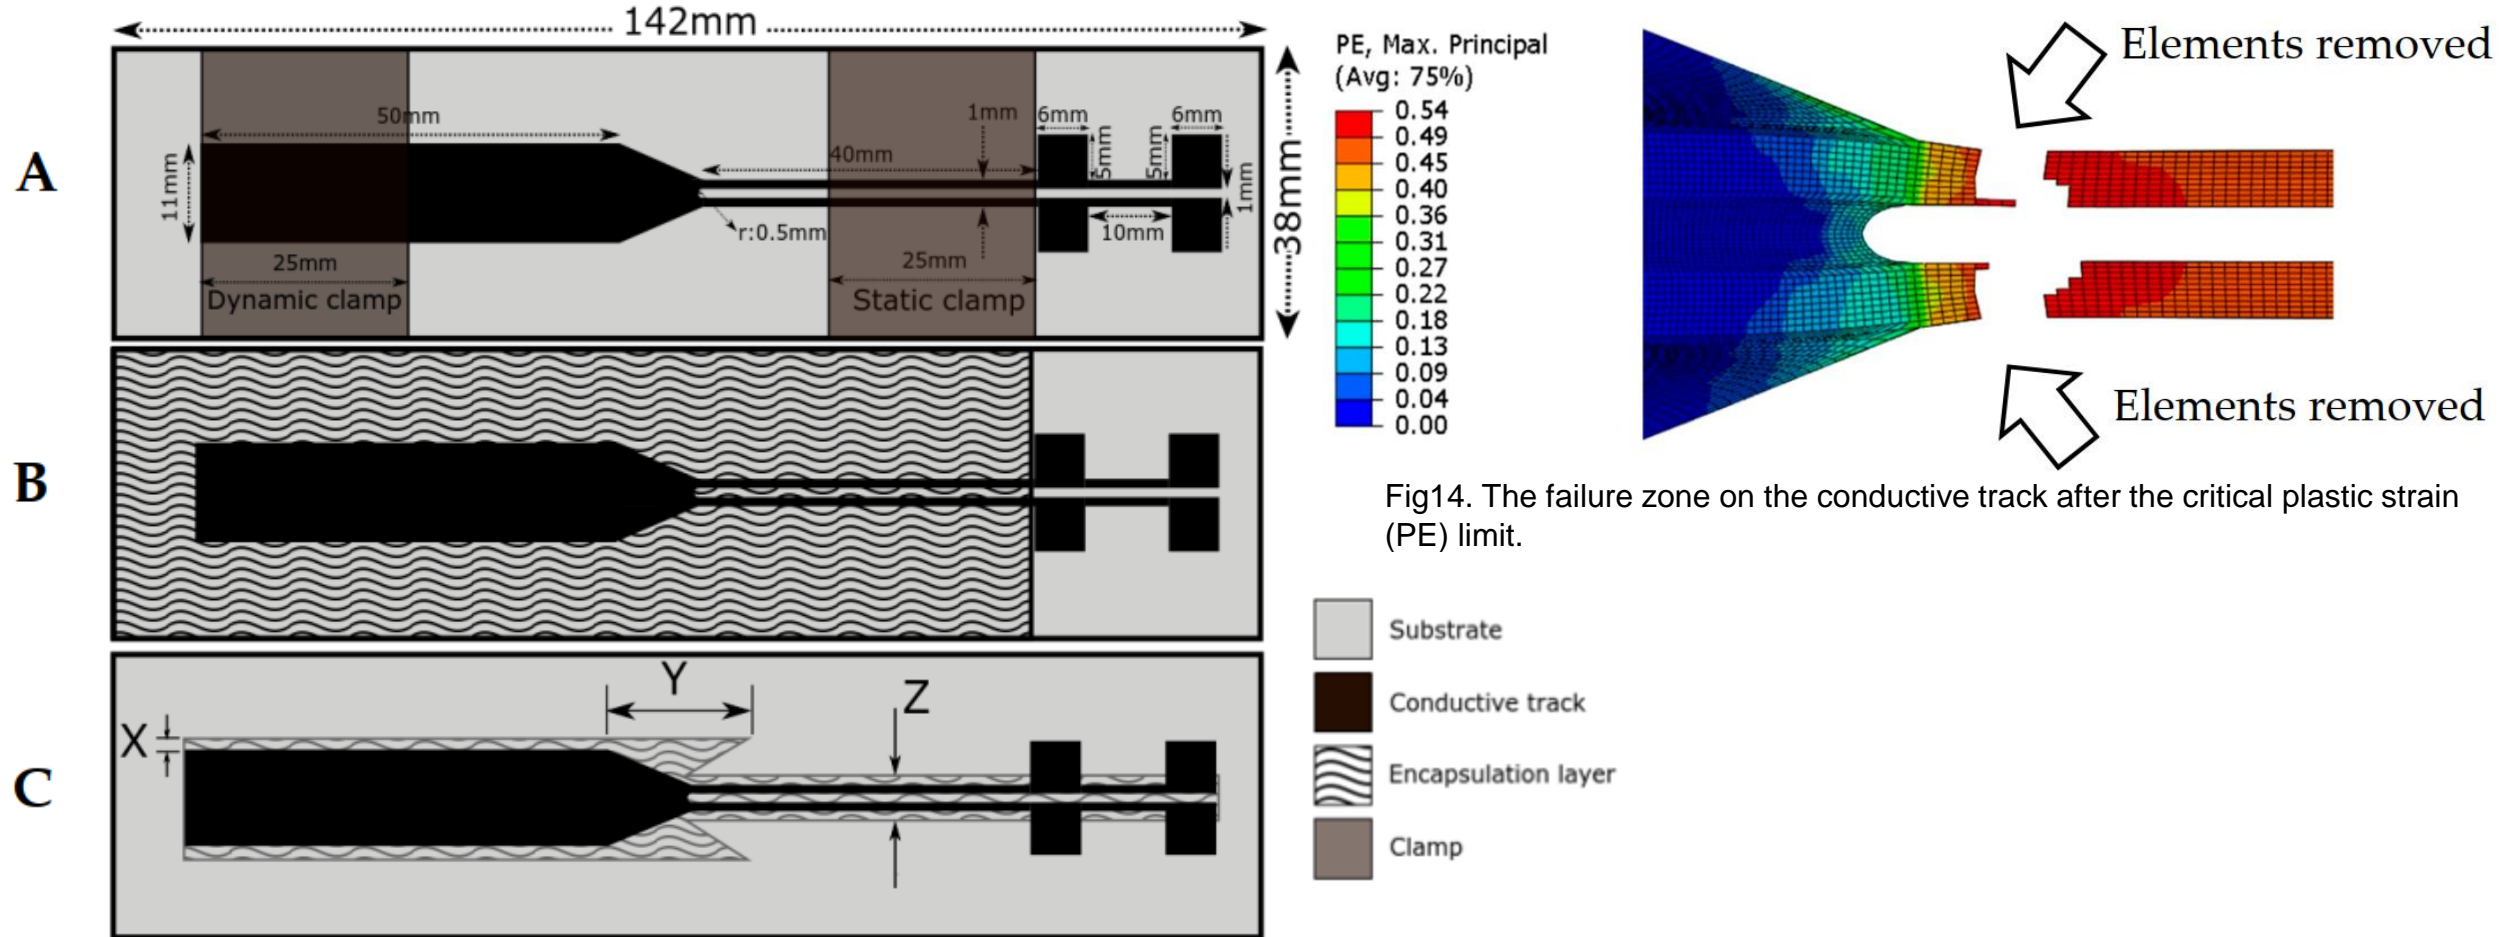 142mm
A
50mm
1mm
6mm
6mm
40mm
5mm
5mm
11mm
1mm
r:0.5mm
10mm
25mm
25mm
Dynamic clamp
Static clamp
38mm
B
C
X
Y
Z
PE, Max. Principal
(Avg: 75%)
0.54
0.49
0.45
0.40
0.36
0.31
0.27
0.22
0.18
0.13
0.09
0.04
0.00
Elements removed
Elements removed
Fig14. The failure zone on the conductive track after the critical plastic strain
(PE) limit.
Substrate
Conductive track
Encapsulation layer
Clamp